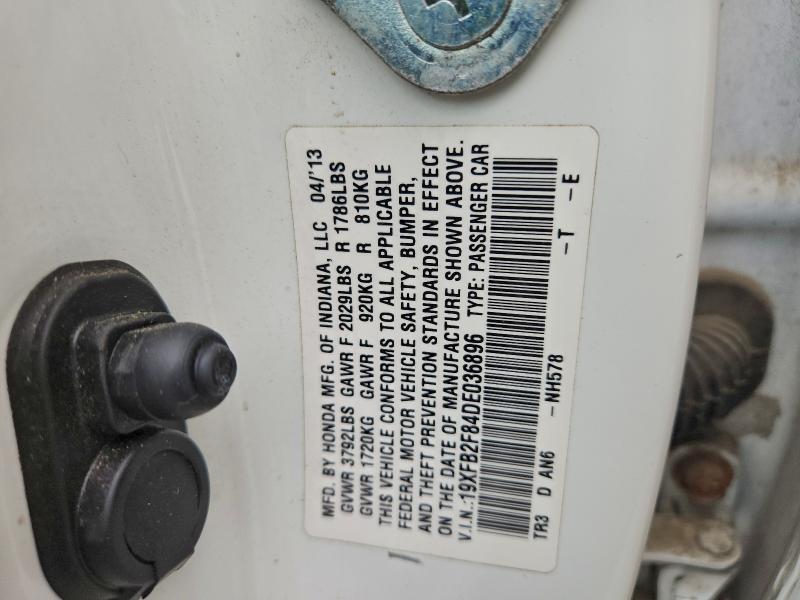 MFD. BY HONDA MFG. OF INDIANA, LLC 04/'13
GVWR 3792LBS GAWR F 2029LBS R 1786LBS
GVWR 1720KG GAWR F 920KG R 810KG
THIS VEHICLE CONFORMS TO ALL APPLICABLE
FEDERAL MOTOR VEHICLE SAFETY, BUMPER,
AND THEFT PREVENTION STANDARDS IN EFFECT
ON THE DATE OF MANUFACTURE SHOWN ABOVE.
V.I.N.:19XFB2F84DE036896 TYPE: PASSENGER CAR
TR3 D AN6 -NH578 -T -E